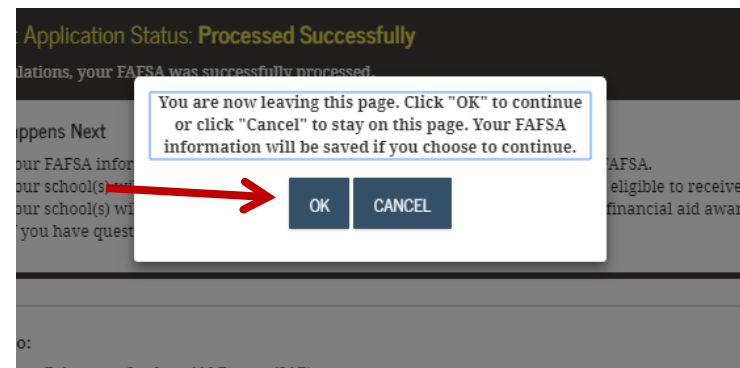 Application Status: Processed Successfully
lations, your FAFSA was successfully processed.
You are now leaving this page. Click "OK" to continue
or click "Cancel" to stay on this page. Your FAFSA
information will be saved if you choose to continue.
OK CANCEL
appens Next
our FAFSA infor AFSA.
our school(s) eligible to receive
our school(s) wi financial aid awar
you have quest
o: